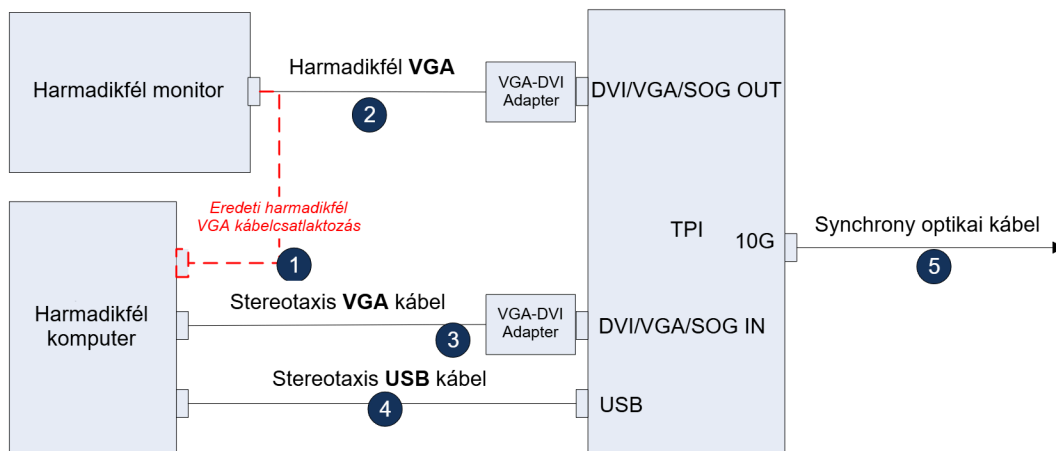 Harmadikfél monitor
Harmadikfél VGA
2
VGA-DVI
Adapter
DVI/VGA/SOG OUT
Eredeti harmadikfél
VGA kábelcsatlakozás
1
TPI
10G
Synchrony optikai kábel
5
Harmadikfél
komputer
Stereotaxis VGA kábel
3
VGA-DVI
Adapter
DVI/VGA/SOG IN
Stereotaxis USB kábel
4
USB